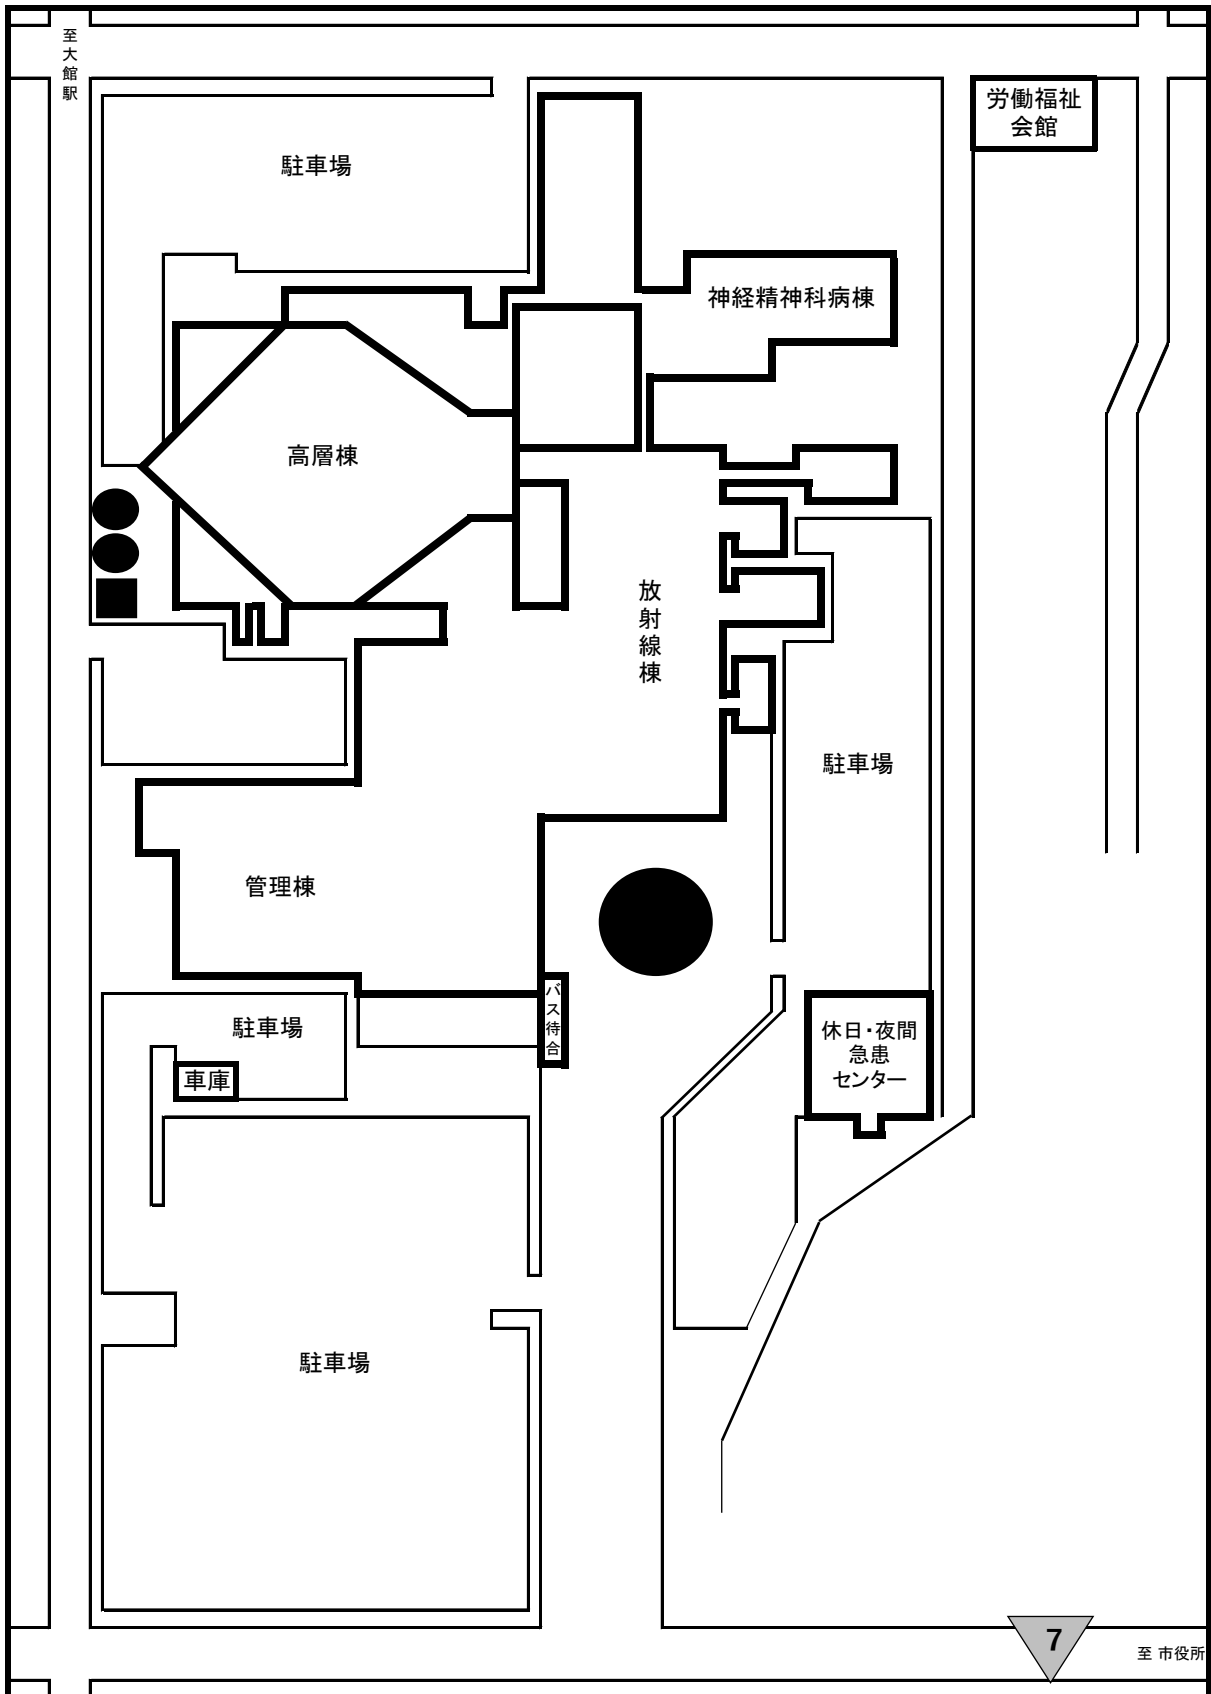 至大館駅
労働福祉
会館
駐車場
神経精神科病棟
高層棟
放射線棟
駐車場
管理棟
バス待合
駐車場
休日・夜間
急患
センター
車庫
駐車場
7
至 市役所